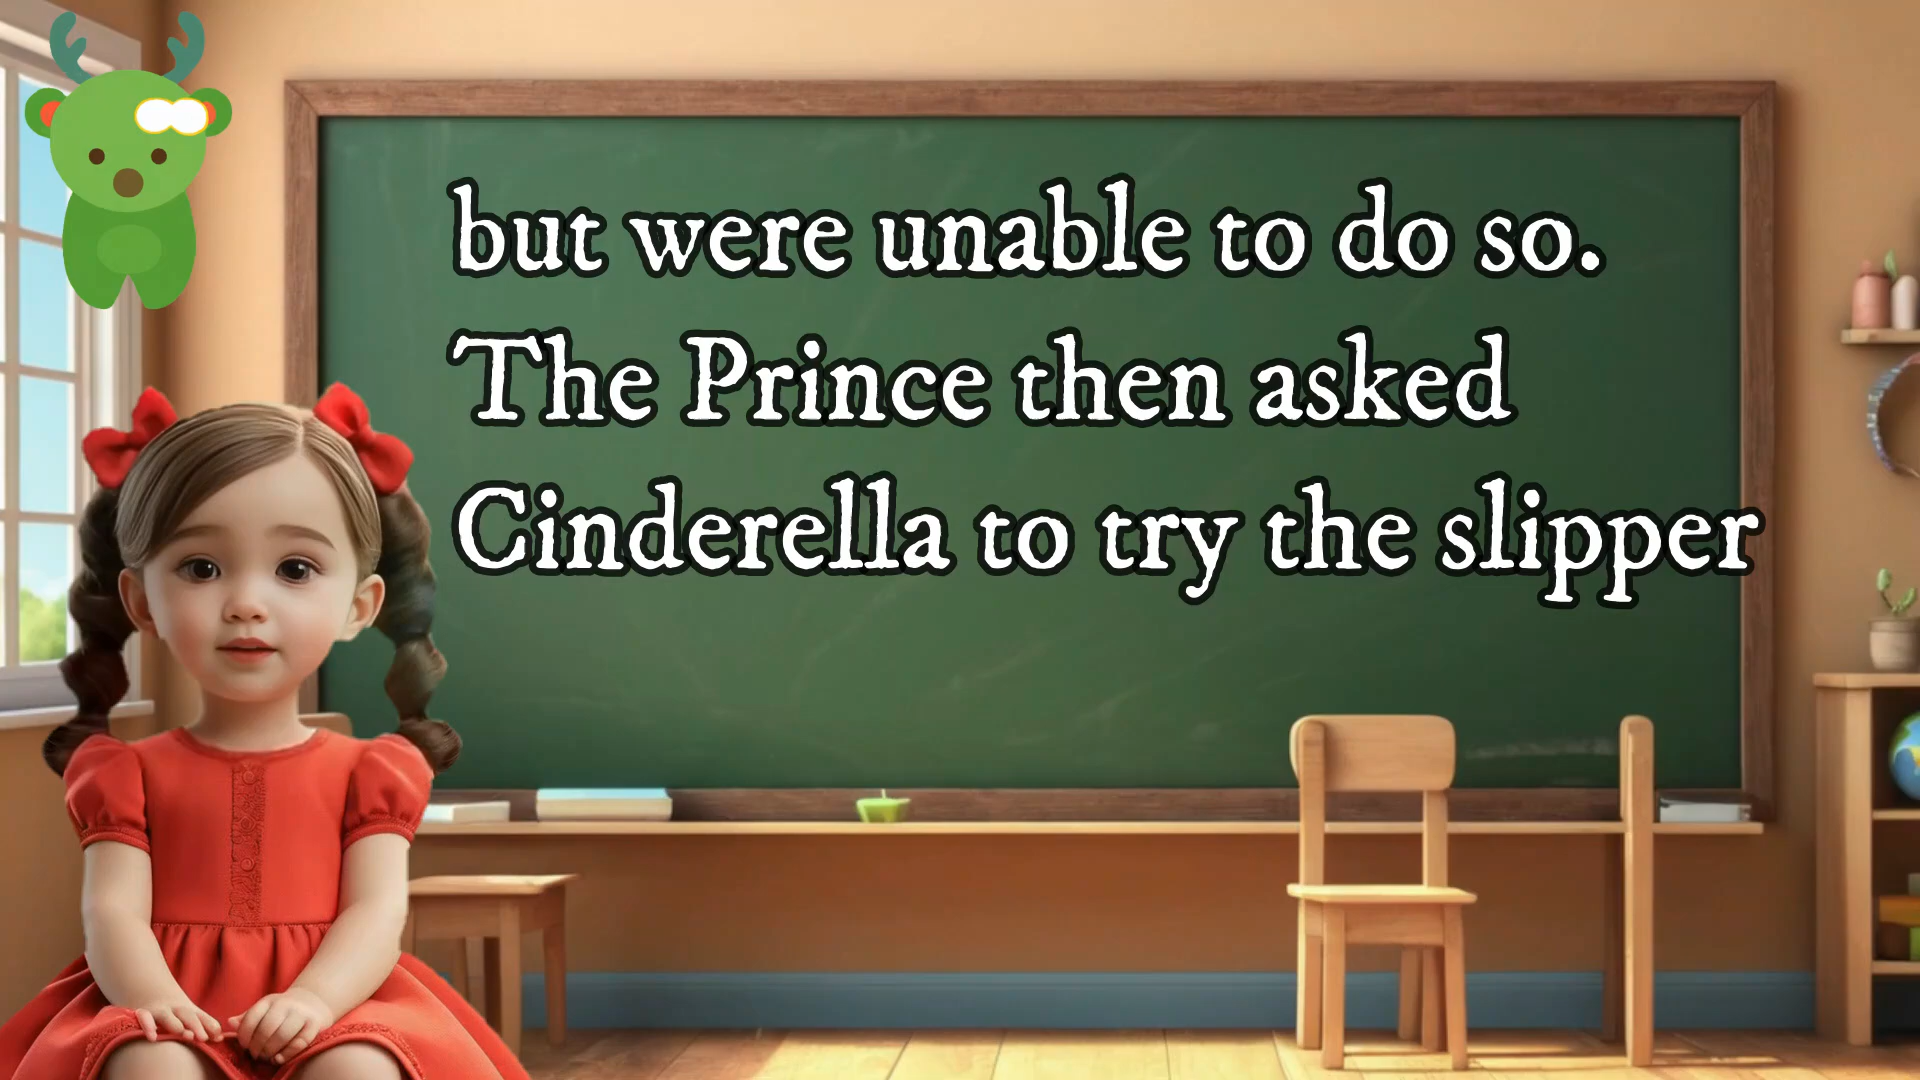 but were unable to do so.
The Prince then asked
Cinderella to try the slipper